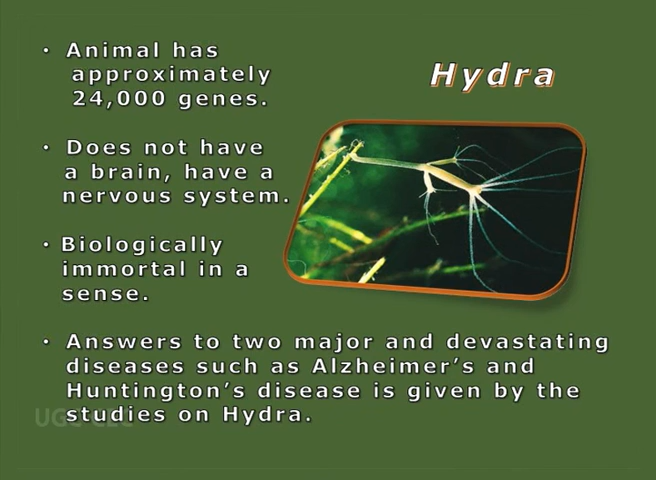 Hydra
• Animal has
approximately
24,000 genes.
• Does not have
a brain, have a
nervous system.
• Biologically
immortal in a
sense.
• Answers to two major and devastating
diseases such as Alzheimer's and
Huntington's disease is given by the
studies on Hydra.